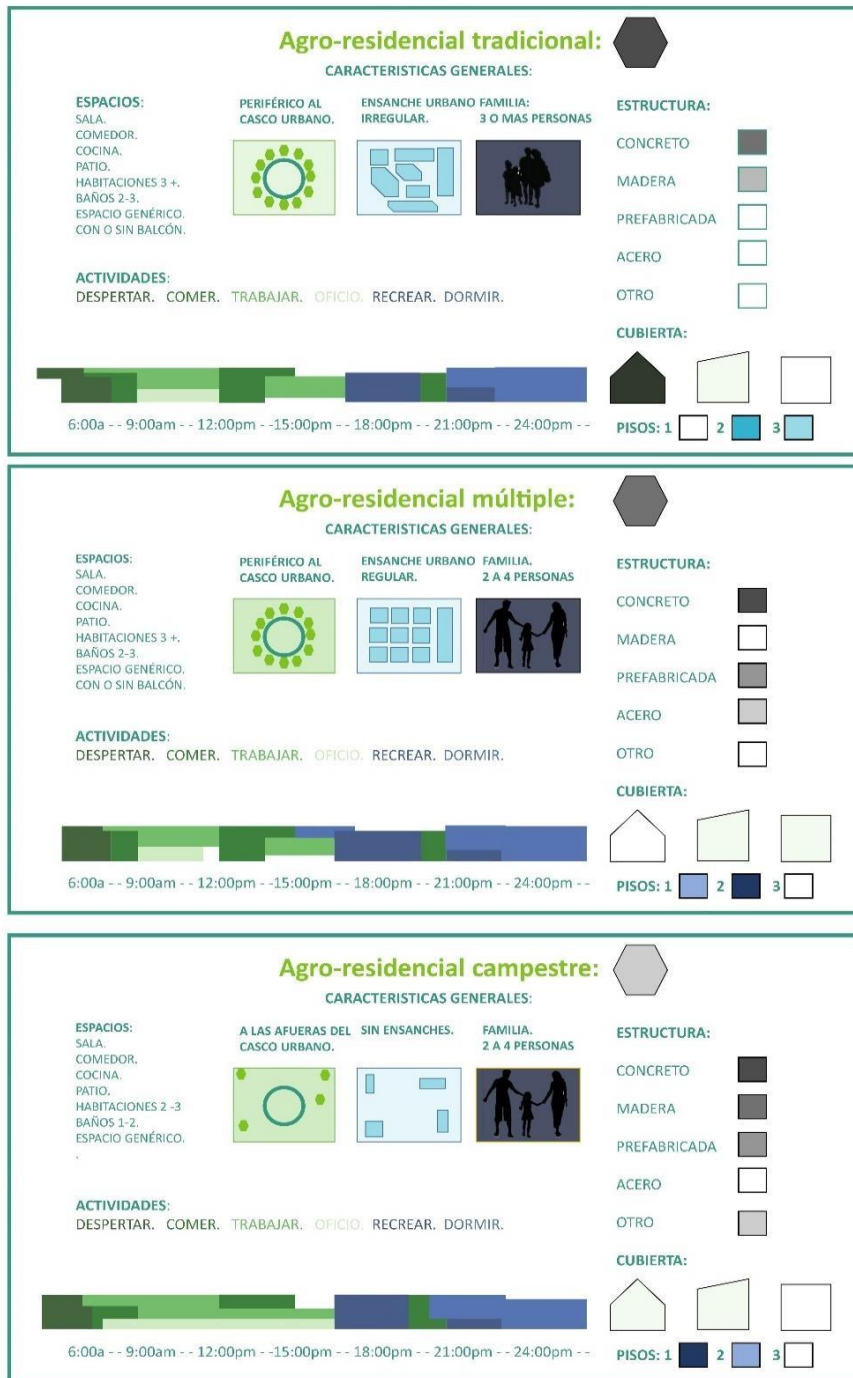 Agro-residencial tradicional:
CARACTERISTICAS GENERALES:
ESPACIOS:
SALA.
COMEDOR.
COCINA.
PATIO.
HABITACIONES 3 +.
BAÑOS 2-3.
ESPACIO GENÉRICO.
CON O SIN BALCÓN.
PERIFÉRICO AL
CASCO URBANO.
ENSANCHE URBANO
IRREGULAR.
FAMILIA:
3 O MAS PERSONAS
ESTRUCTURA:
CONCRETO
MADERA
PREFABRICADA
ACERO
OTRO
ACTIVIDADES:
DESPERTAR. COMER. TRABAJAR. OFICIO. RECREAR. DORMIR.
6:00a - - 9:00am - - 12:00pm - -15:00pm - - 18:00pm - - 21:00pm - - 24:00pm - -
CUBIERTA:
PISOS: 1 2 3
Agro-residencial múltiple:
CARACTERISTICAS GENERALES:
ESPACIOS:
SALA.
COMEDOR.
COCINA.
PATIO.
HABITACIONES 3 +.
BAÑOS 2-3.
ESPACIO GENÉRICO.
CON O SIN BALCÓN.
PERIFÉRICO AL
CASCO URBANO.
ENSANCHE URBANO
REGULAR.
FAMILIA.
2 A 4 PERSONAS
ESTRUCTURA:
CONCRETO
MADERA
PREFABRICADA
ACERO
OTRO
ACTIVIDADES:
DESPERTAR. COMER. TRABAJAR. OFICIO. RECREAR. DORMIR.
6:00a - - 9:00am - - 12:00pm - -15:00pm - - 18:00pm - - 21:00pm - - 24:00pm - -
CUBIERTA:
PISOS: 1 2 3
Agro-residencial campestre:
CARACTERISTICAS GENERALES:
ESPACIOS:
SALA.
COMEDOR.
COCINA.
PATIO.
HABITACIONES 2 -3
BAÑOS 1-2.
ESPACIO GENÉRICO.
.
A LAS AFUERAS DEL
CASCO URBANO.
SIN ENSANCHES.
FAMILIA.
2 A 4 PERSONAS
ESTRUCTURA:
CONCRETO
MADERA
PREFABRICADA
ACERO
OTRO
ACTIVIDADES:
DESPERTAR. COMER. TRABAJAR. OFICIO. RECREAR. DORMIR.
6:00a - - 9:00am - - 12:00pm - -15:00pm - - 18:00pm - - 21:00pm - - 24:00pm - -
CUBIERTA:
PISOS: 1 2 3